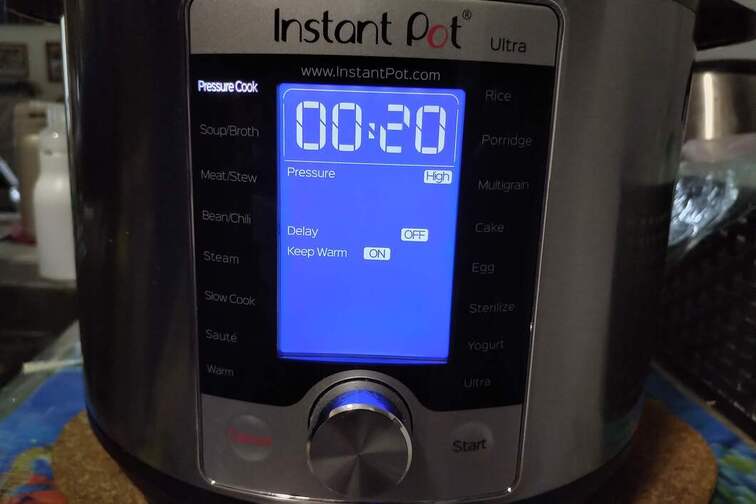 Instant Pot® Ultra
www.InstantPot.com
Pressure Cook
Soup/Broth
Meat/Stew
Bean/Chili
Steam
Slow Cook
Sauté
Warm
00:20
Pressure High
Delay OFF
Keep Warm ON
Rice
Porridge
Multigrain
Cake
Egg
Sterilize
Yogurt
Ultra
Cancel
Start